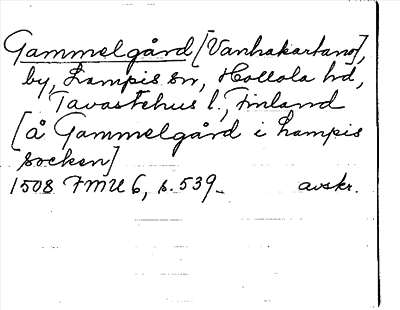 Gammelgård [Vanhakartano],
by, Lampis sn, Hollola hd,
Tavastehus l., Finland
[å Gammelgård i Lampis
socken]
1508 FMU 6, s. 539. avskr.